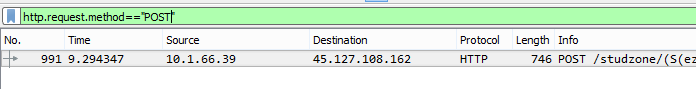 http.request.method=="POST"
No. Time Source Destination Protocol Length Info
991 9.294347 10.1.66.39 45.127.108.162 HTTP 746 POST /studzone/(S(ez